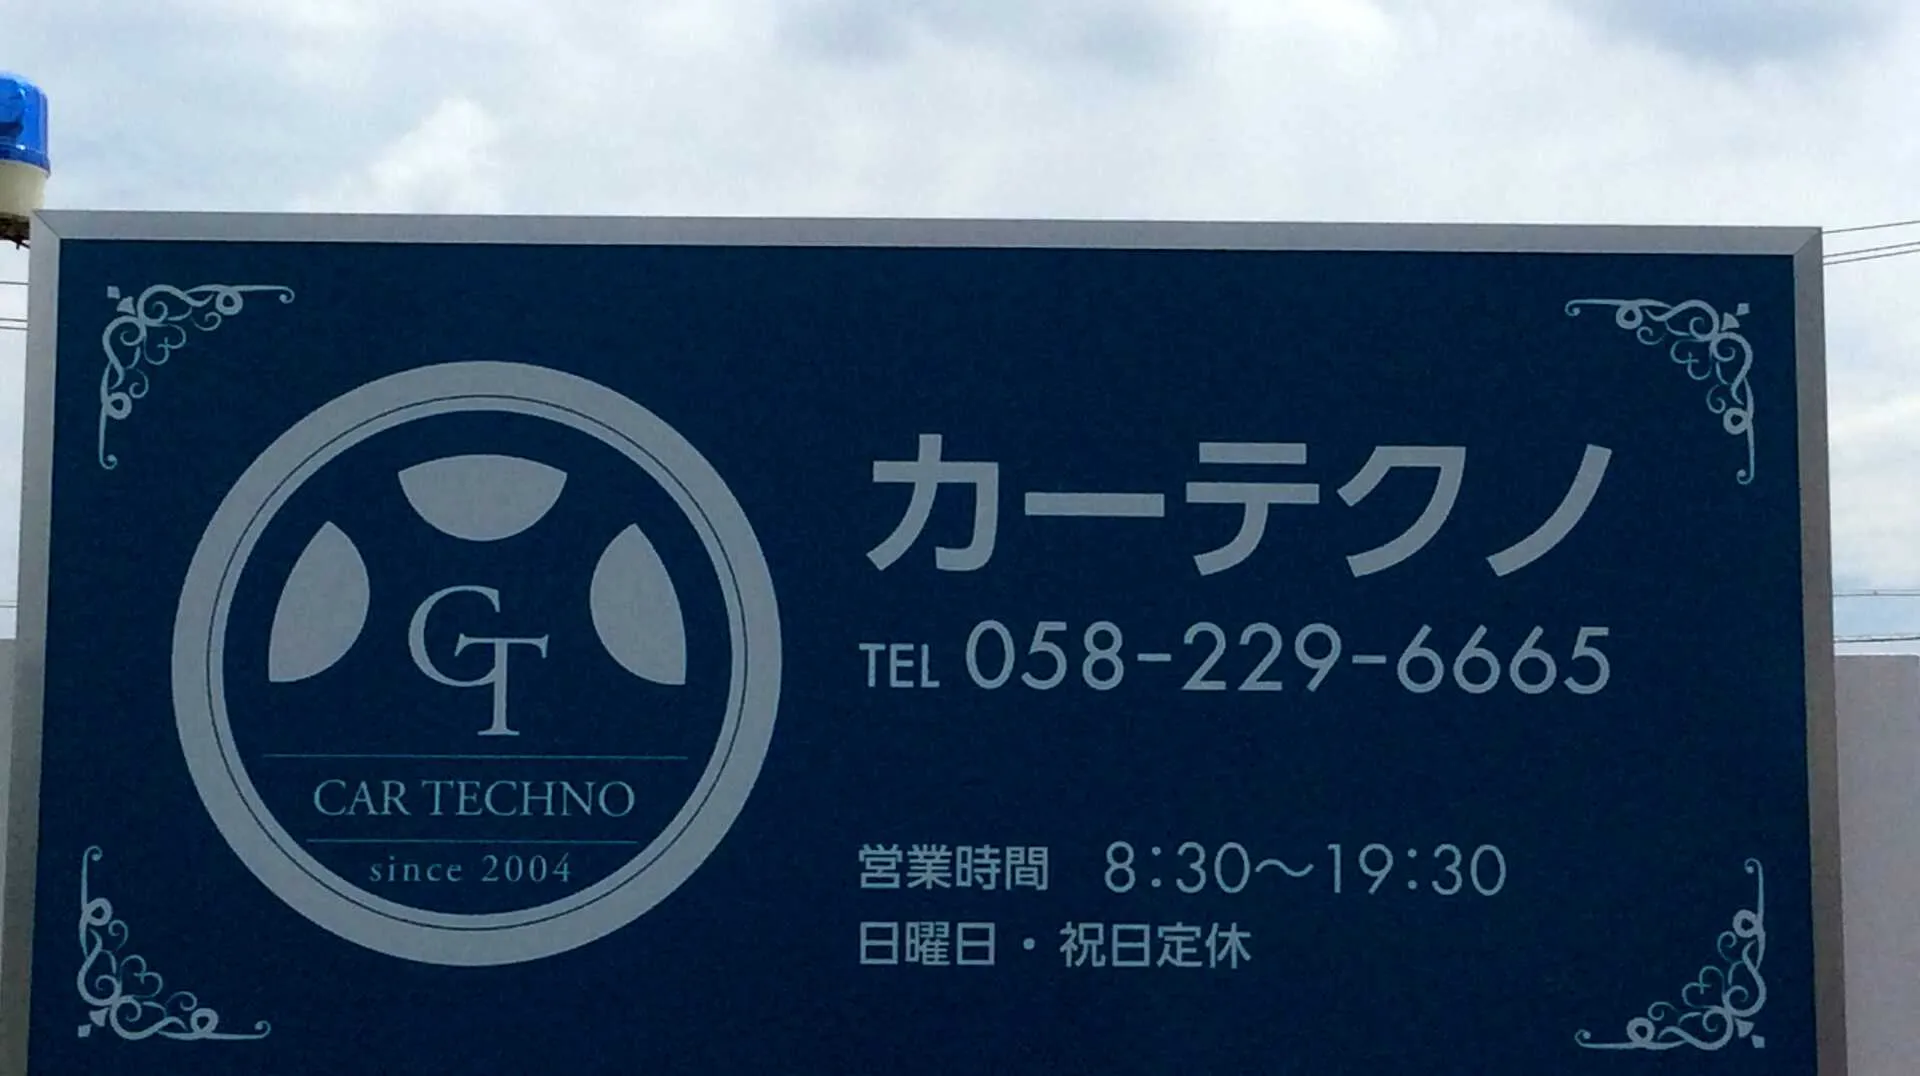 カーテクノ
TEL 058-229-6665
CT
CAR TECHNO
since 2004
営業時間 8:30〜19:30
日曜日・祝日定休